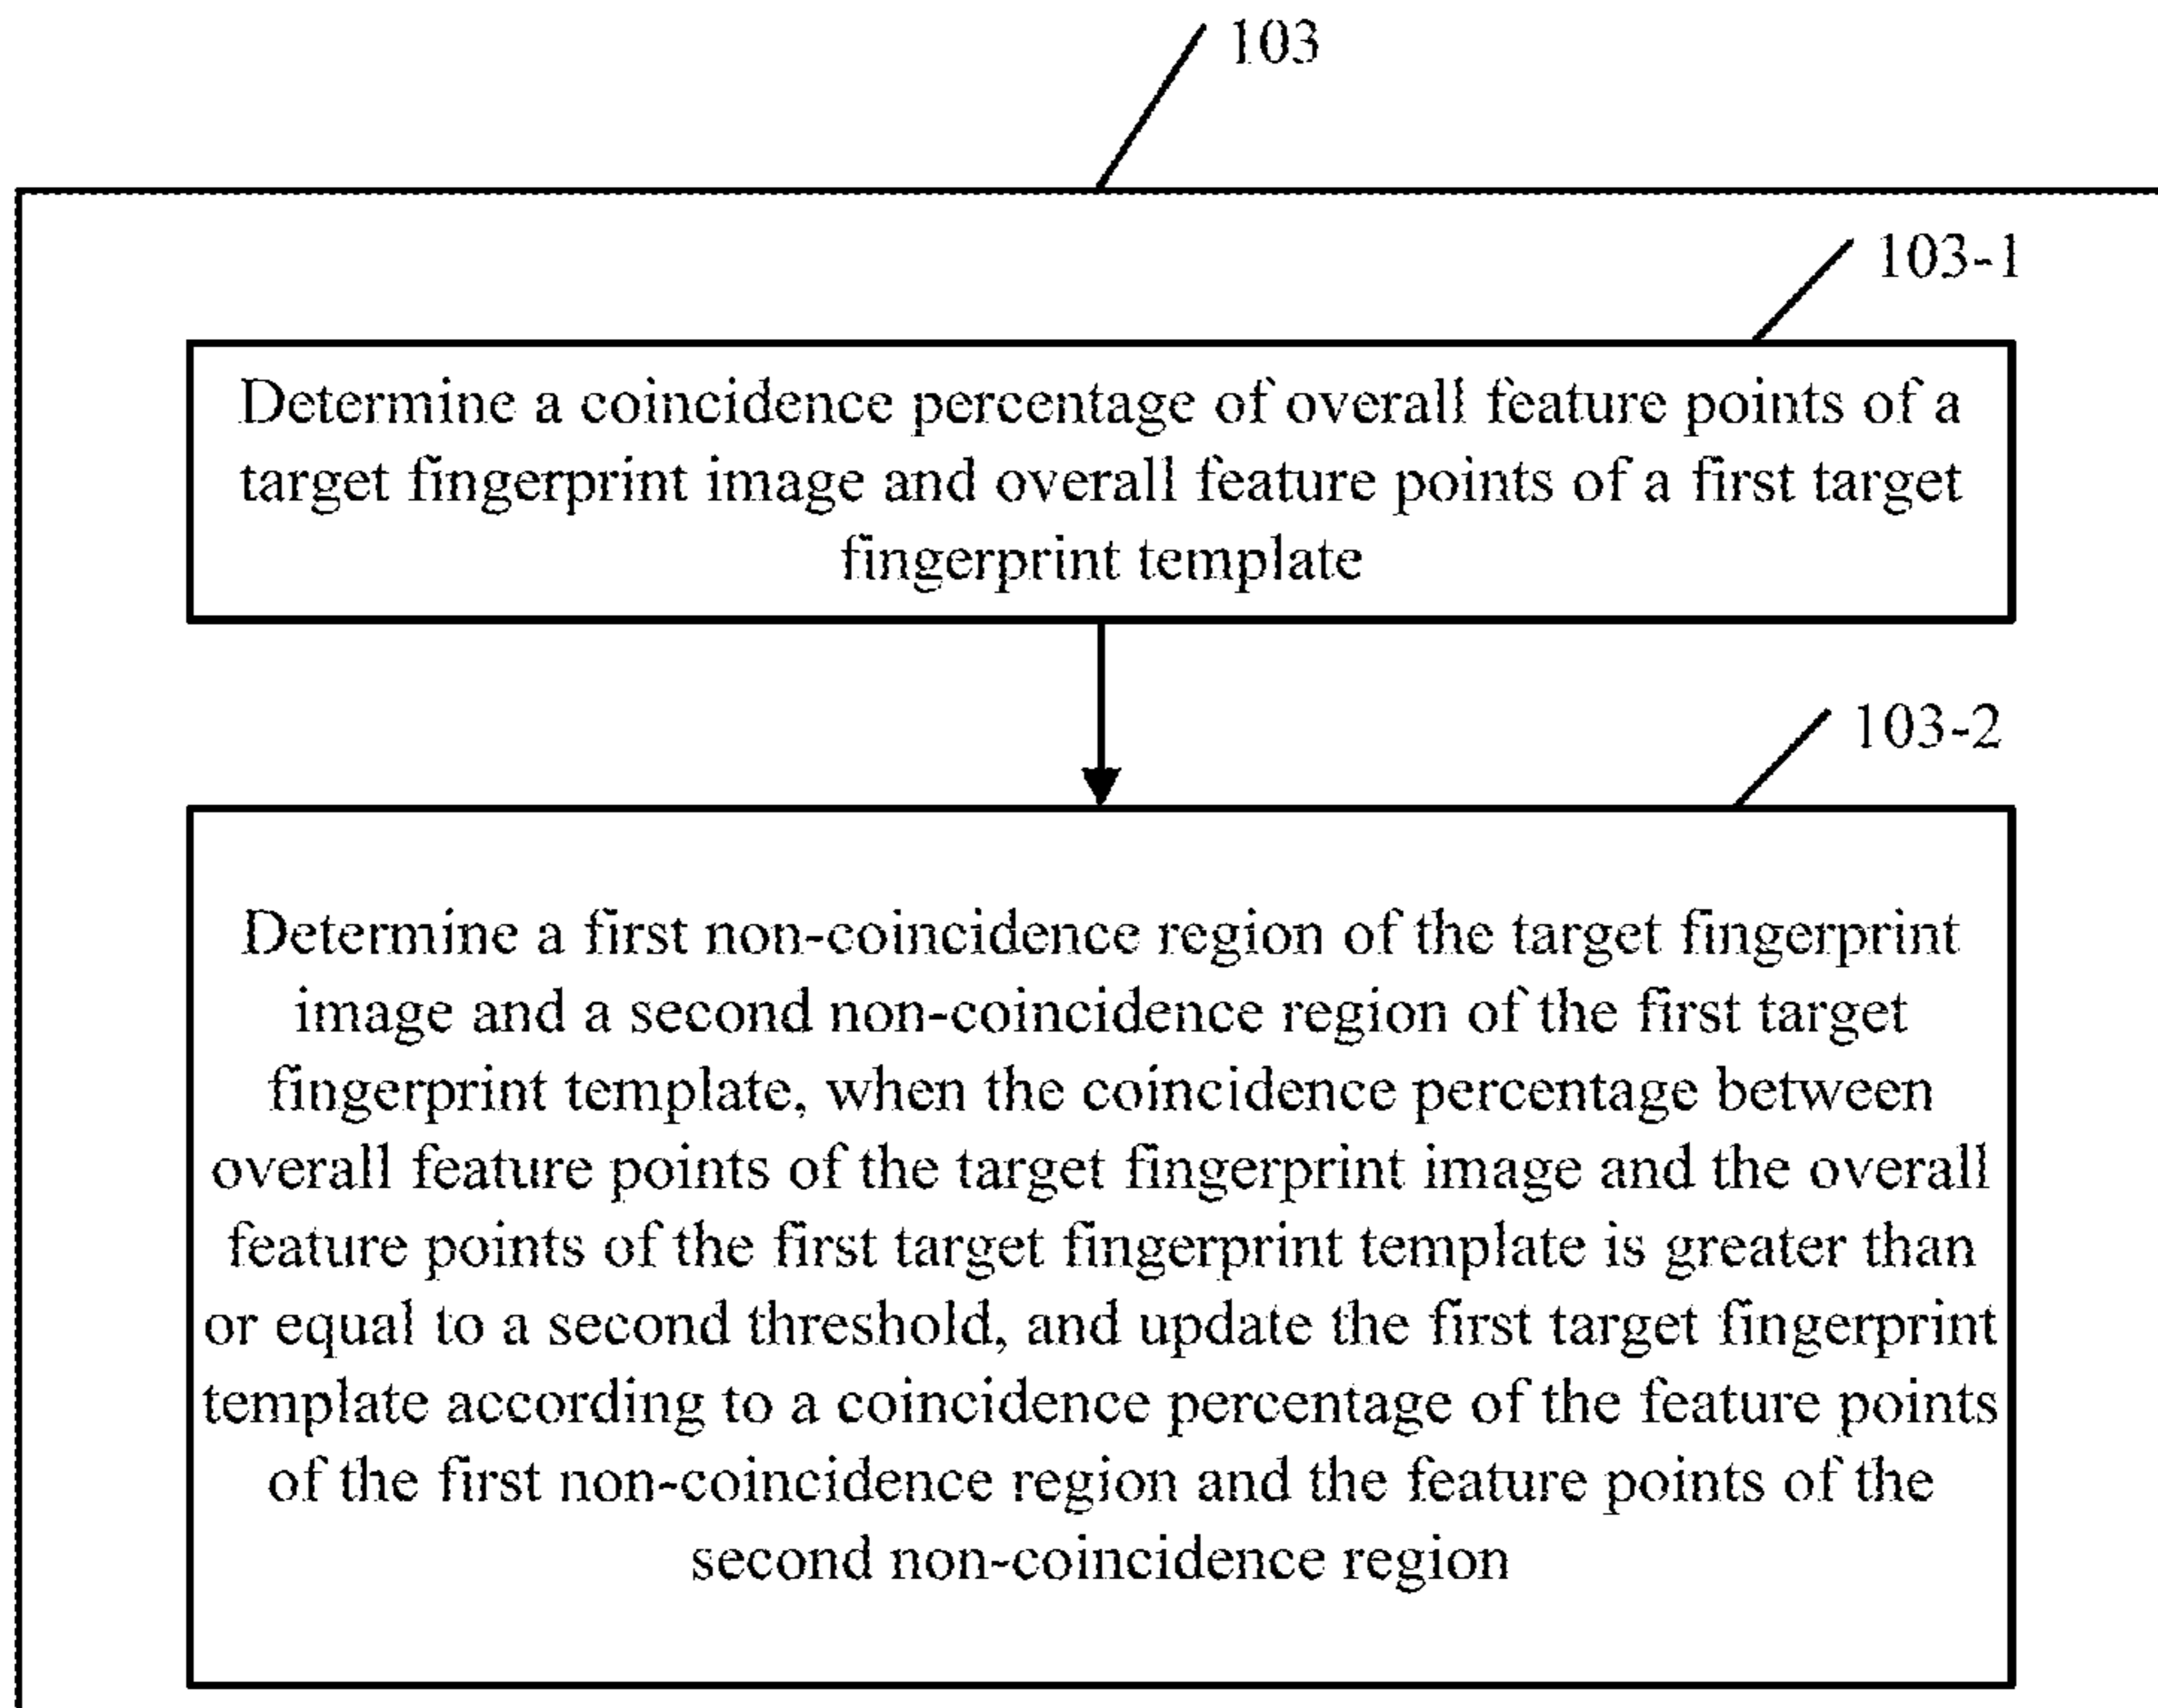 103
103-1
Determine a coincidence percentage of overall feature points of a
target fingerprint image and overall feature points of a first target
fingerprint template
103-2
Determine a first non-coincidence region of the target fingerprint
image and a second non-coincidence region of the first target
fingerprint template, when the coincidence percentage between
overall feature points of the target fingerprint image and the overall
feature points of the first target fingerprint template is greater than
or equal to a second threshold, and update the first target fingerprint
template according to a coincidence percentage of the feature points
of the first non-coincidence region and the feature points of the
second non-coincidence region